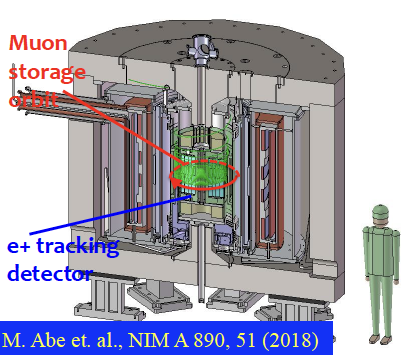 Muon
storage
orbit
e+ tracking
detector
M. Abe et. al., NIM A 890, 51 (2018)